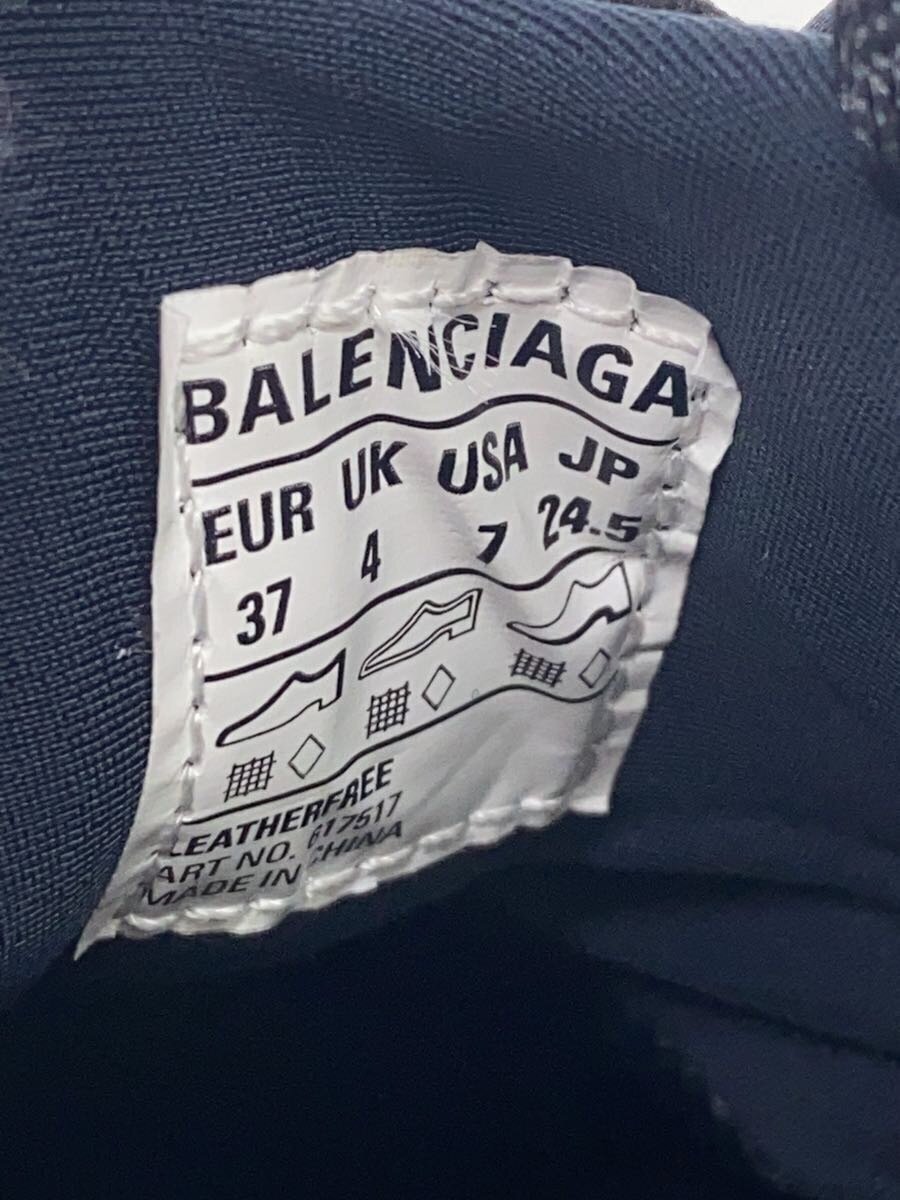 BALENCIAGA
EUR UK USA JP
37 4 7 24.5
LEATHERFREE
ART NO. 617517
MADE IN CHINA